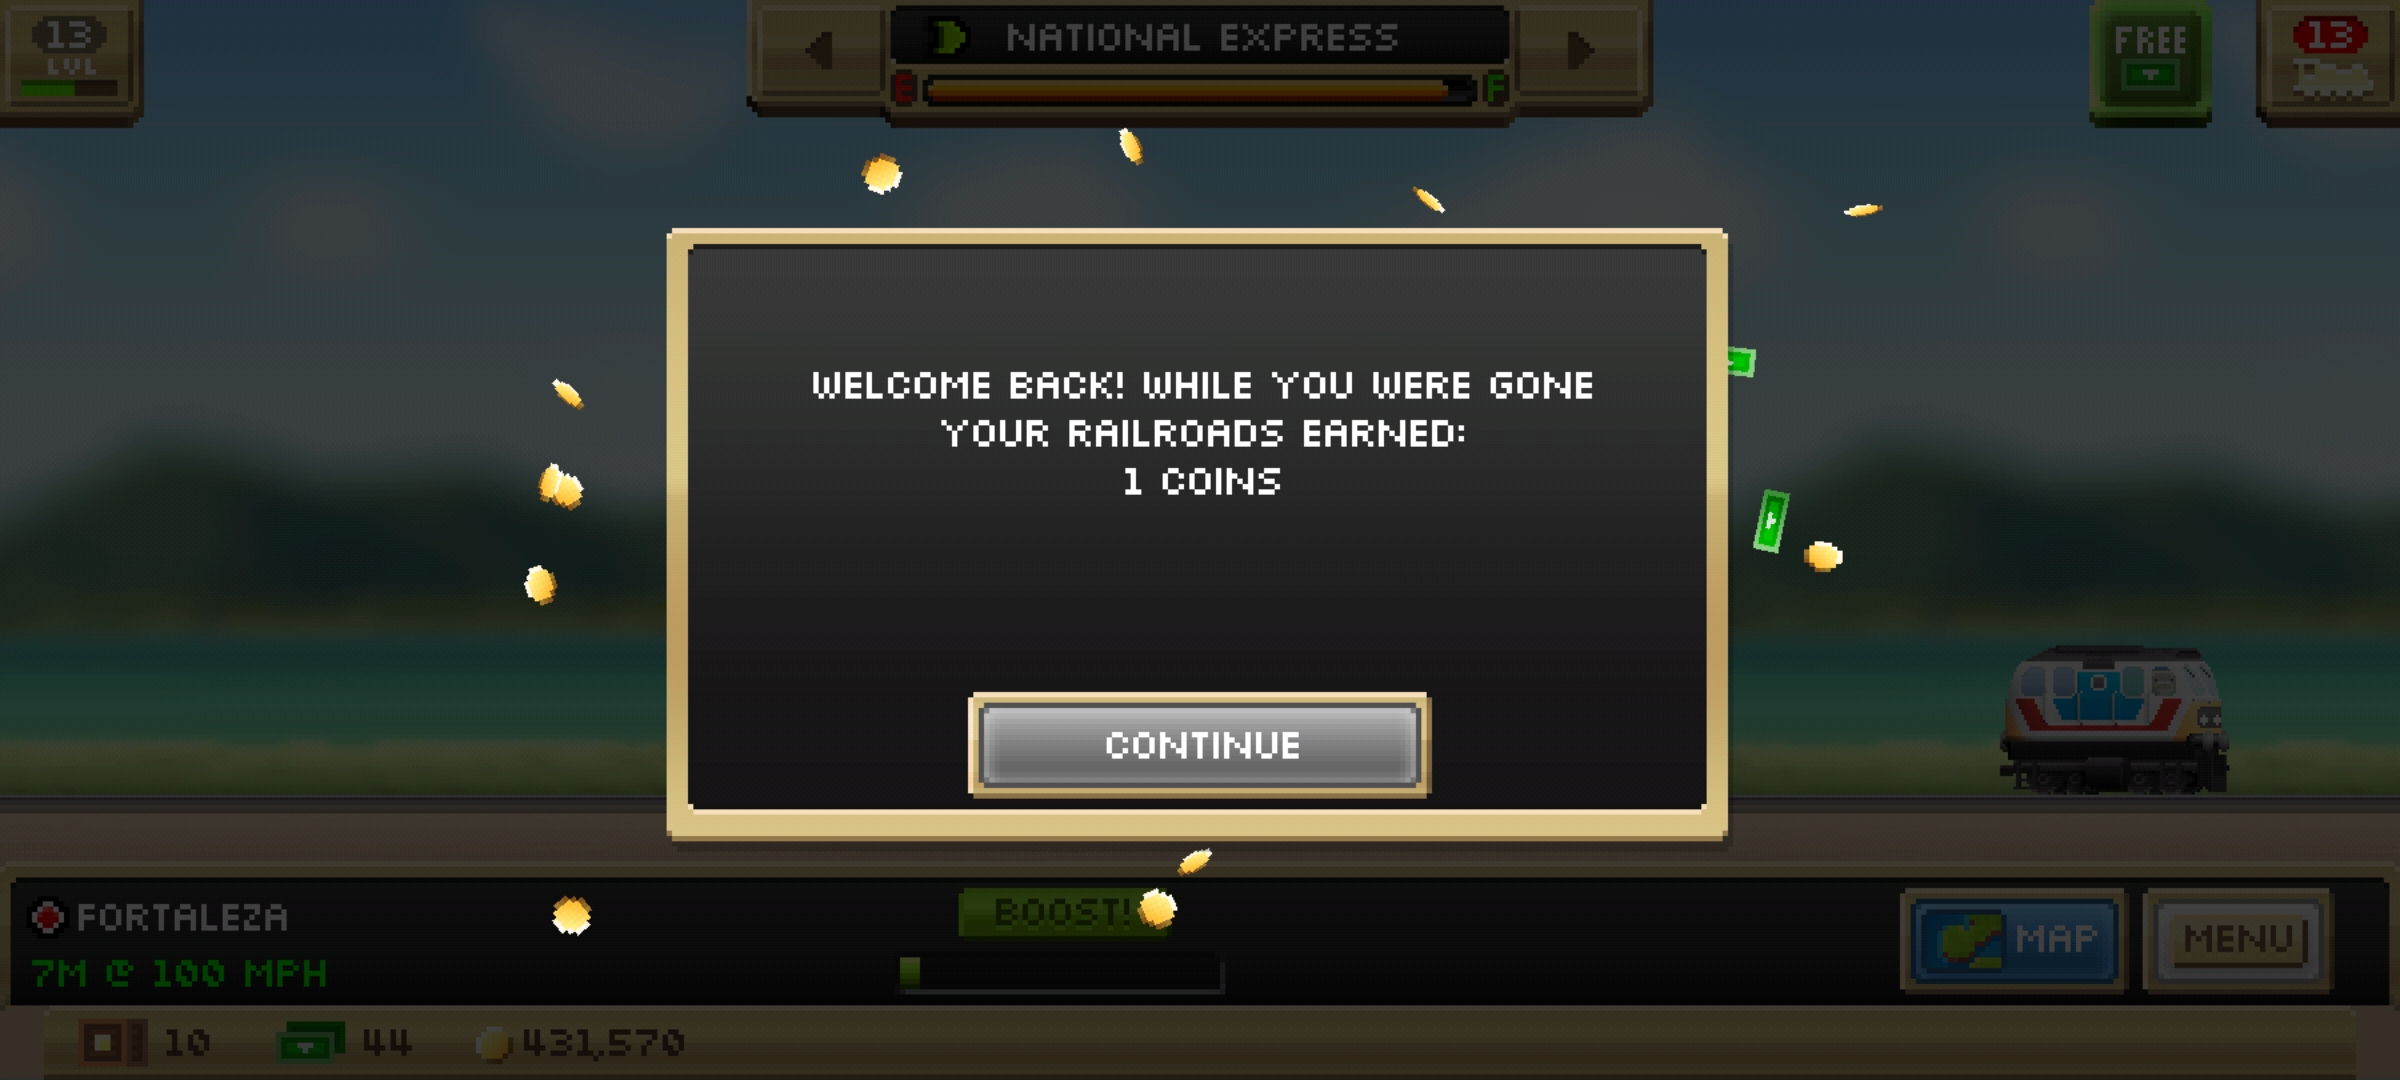 13
LVL
NATIONAL EXPRESS
E
F
FREE
13
WELCOME BACK! WHILE YOU WERE GONE
YOUR RAILROADS EARNED:
1 COINS
CONTINUE
FORTALEZA
7M @ 100 MPH
BOOST!
MAP
MENU
10
44
431,570